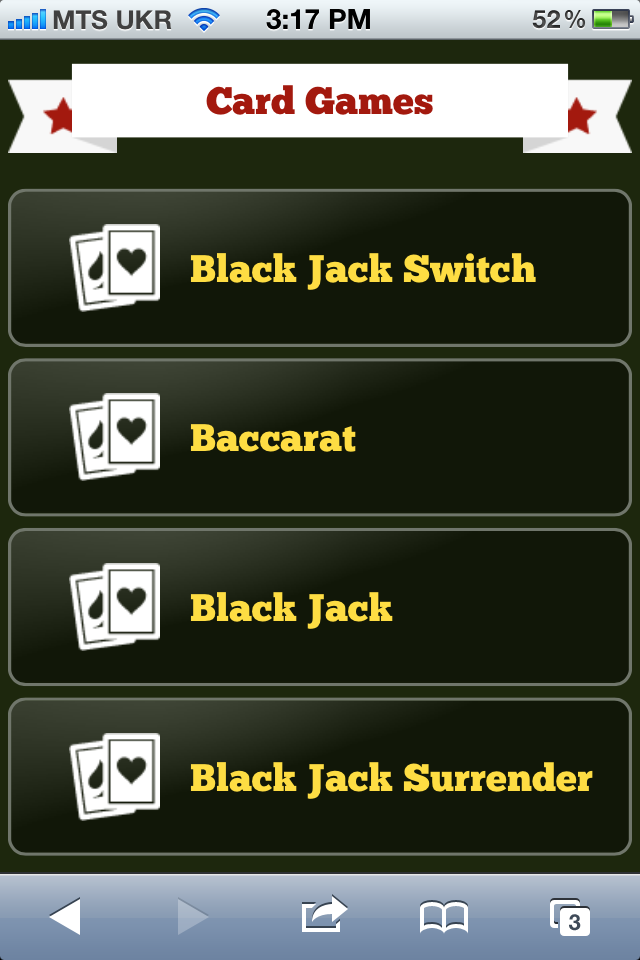 MTS UKR 3:17 PM 52%
Card Games
Black Jack Switch
Baccarat
Black Jack
Black Jack Surrender
3